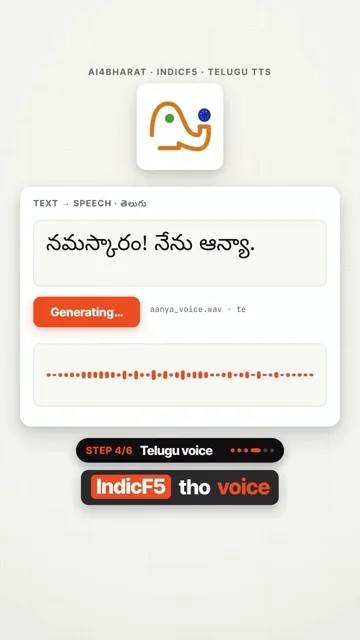 AI4BHARAT · INDICF5 · TELUGU TTS
TEXT → SPEECH · తెలుగు
నమస్కారం! నేను ఆన్యా.
Generating...
aanya_voice.wav · te
STEP 4/6 Telugu voice
IndicF5 tho voice